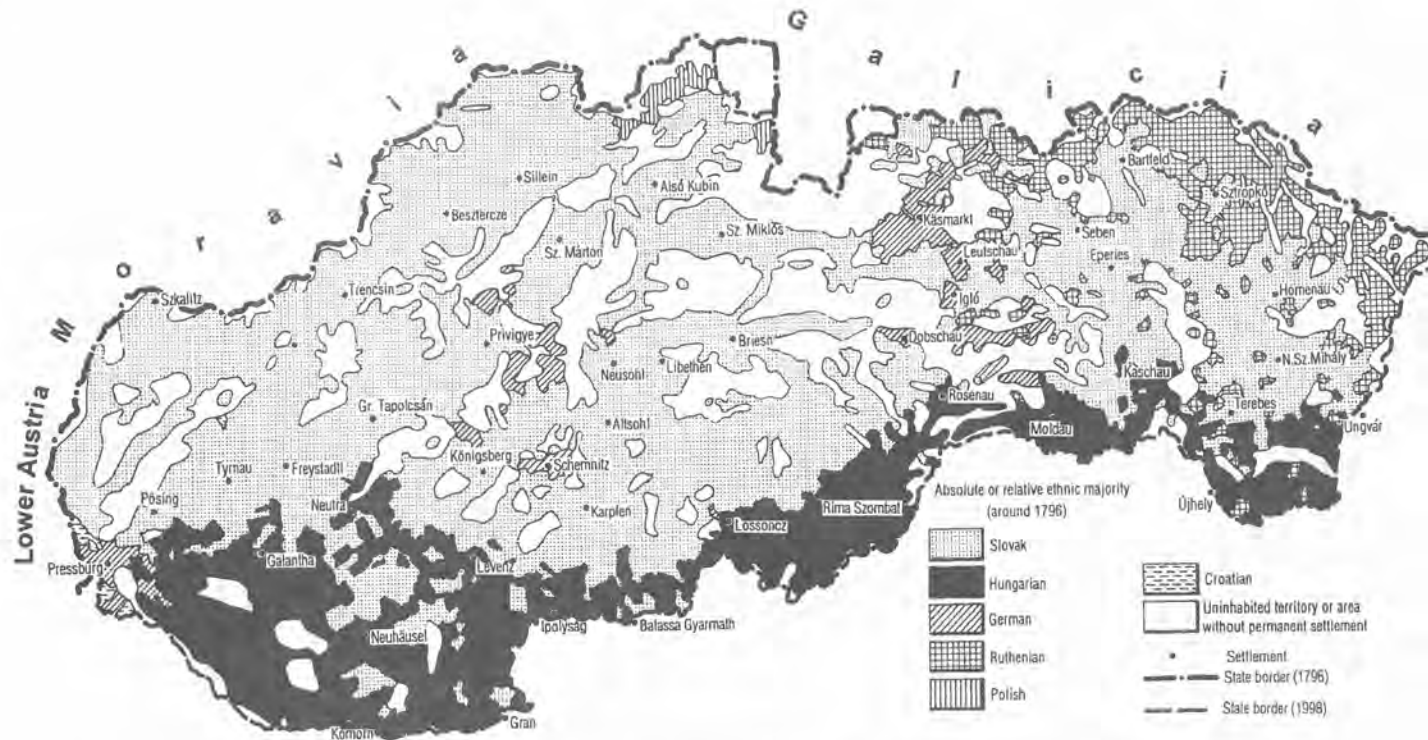 Moravia
Galicia
Lower Austria
Sillein
Alsó Kubin
Bartfeld
Sztropkó
Besztercze
Käsmarkt
Sz. Miklós
Seben
Sz. Márton
Leutschau
Eperies
Szkalitz
Trencsin
Igló
Homenau
Privigye
Briesn
Dobschau
Neusohl
Libethen
N.Sz.Mihály
Kaschau
Rosenau
Gr. Tapolcsán
Altsohl
Terebes
Ungvár
Moldau
Tyrnau
Freystadtl
Königsberg
Schemnitz
Neutra
Pösing
Karpfen
Rima Szombat
Újhely
Lossoncz
Galantha
Levenz
Pressburg
Ipolyság
Balassa Gyarmath
Neuhäusel
Gran
Komorn
Absolute or relative ethnic majority
(around 1796)
Slovak
Hungarian
German
Ruthenian
Polish
Croatian
Uninhabited territory or area
without permanent settlement
Settlement
State border (1796)
State border (1998)